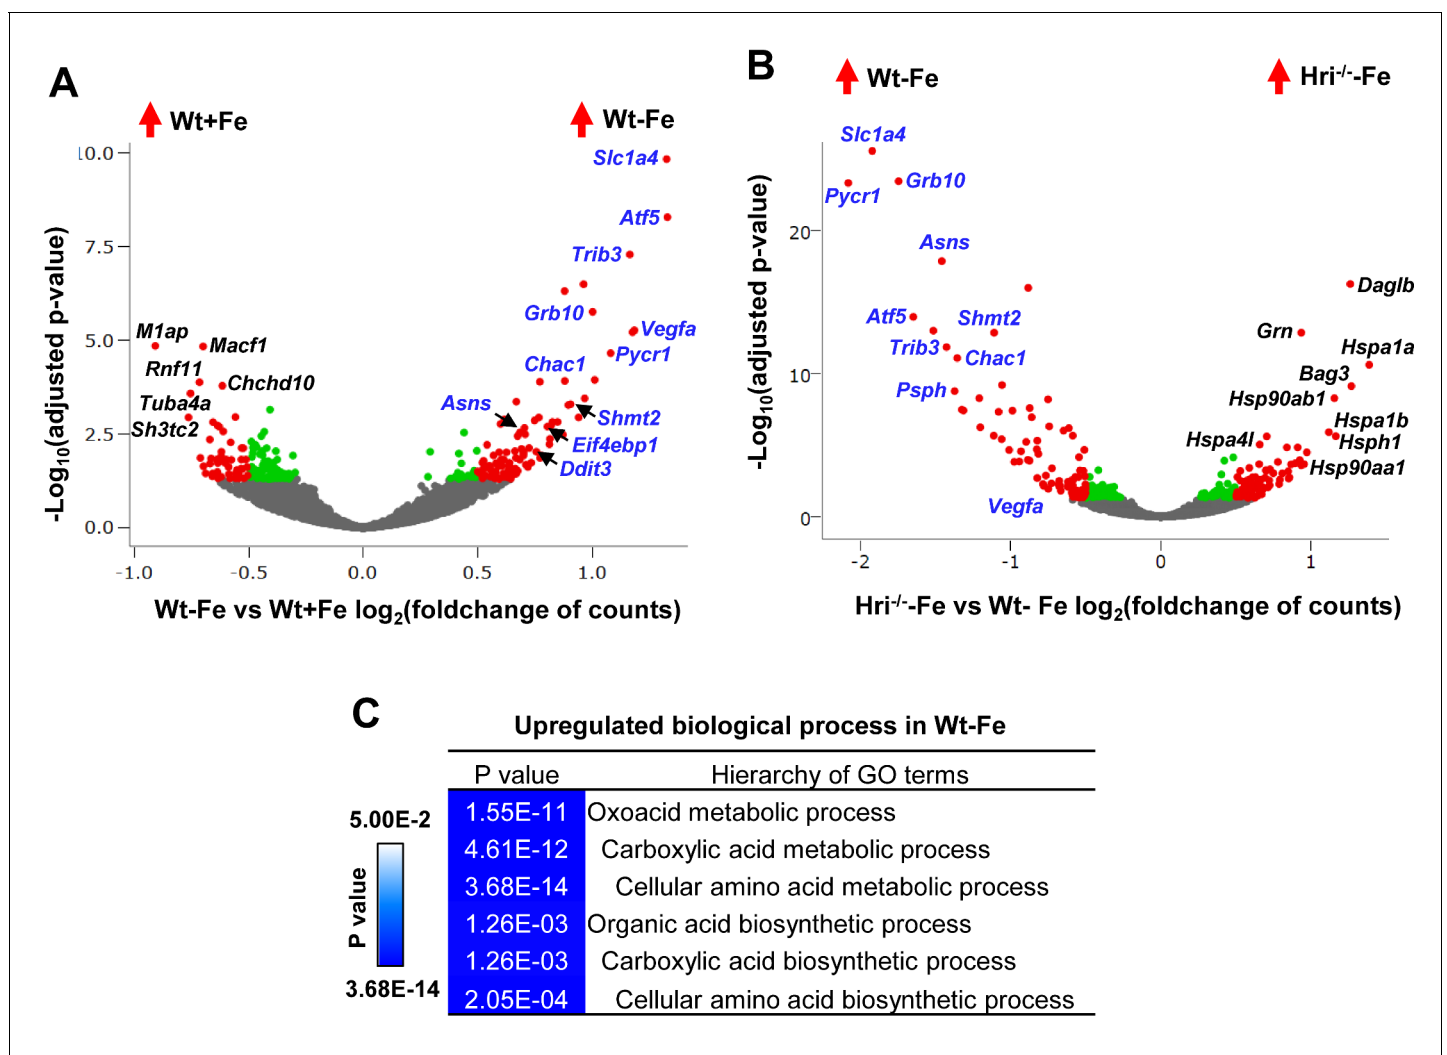 A
Wt+Fe
Wt-Fe
10.0
7.5
5.0
2.5
0.0
-Log10(adjusted p-value)
Slc1a4
Atf5
Trib3
Grb10
Vegfa
Pycr1
Chac1
Asns
Shmt2
Eif4ebp1
Ddit3
M1ap
Macf1
Rnf11
Chchd10
Tuba4a
Sh3tc2
-1.0
-0.5
0.0
0.5
1.0
Wt-Fe vs Wt+Fe log2(foldchange of counts)
B
Wt-Fe
Hri-/--Fe
20
10
0
-Log10(adjusted p-value)
Slc1a4
Pycr1
Grb10
Asns
Atf5
Shmt2
Trib3
Chac1
Psph
Vegfa
Daglb
Grn
Hspa1a
Bag3
Hsp90ab1
Hspa1b
Hspa4l
Hsph1
Hsp90aa1
-2
-1
0
1
Hri-/--Fe vs Wt- Fe log2(foldchange of counts)
C
Upregulated biological process in Wt-Fe
P value
Hierarchy of GO terms
1.55E-11 Oxoacid metabolic process
4.61E-12 Carboxylic acid metabolic process
3.68E-14 Cellular amino acid metabolic process
1.26E-03 Organic acid biosynthetic process
1.26E-03 Carboxylic acid biosynthetic process
2.05E-04 Cellular amino acid biosynthetic process
5.00E-2
P value
3.68E-14